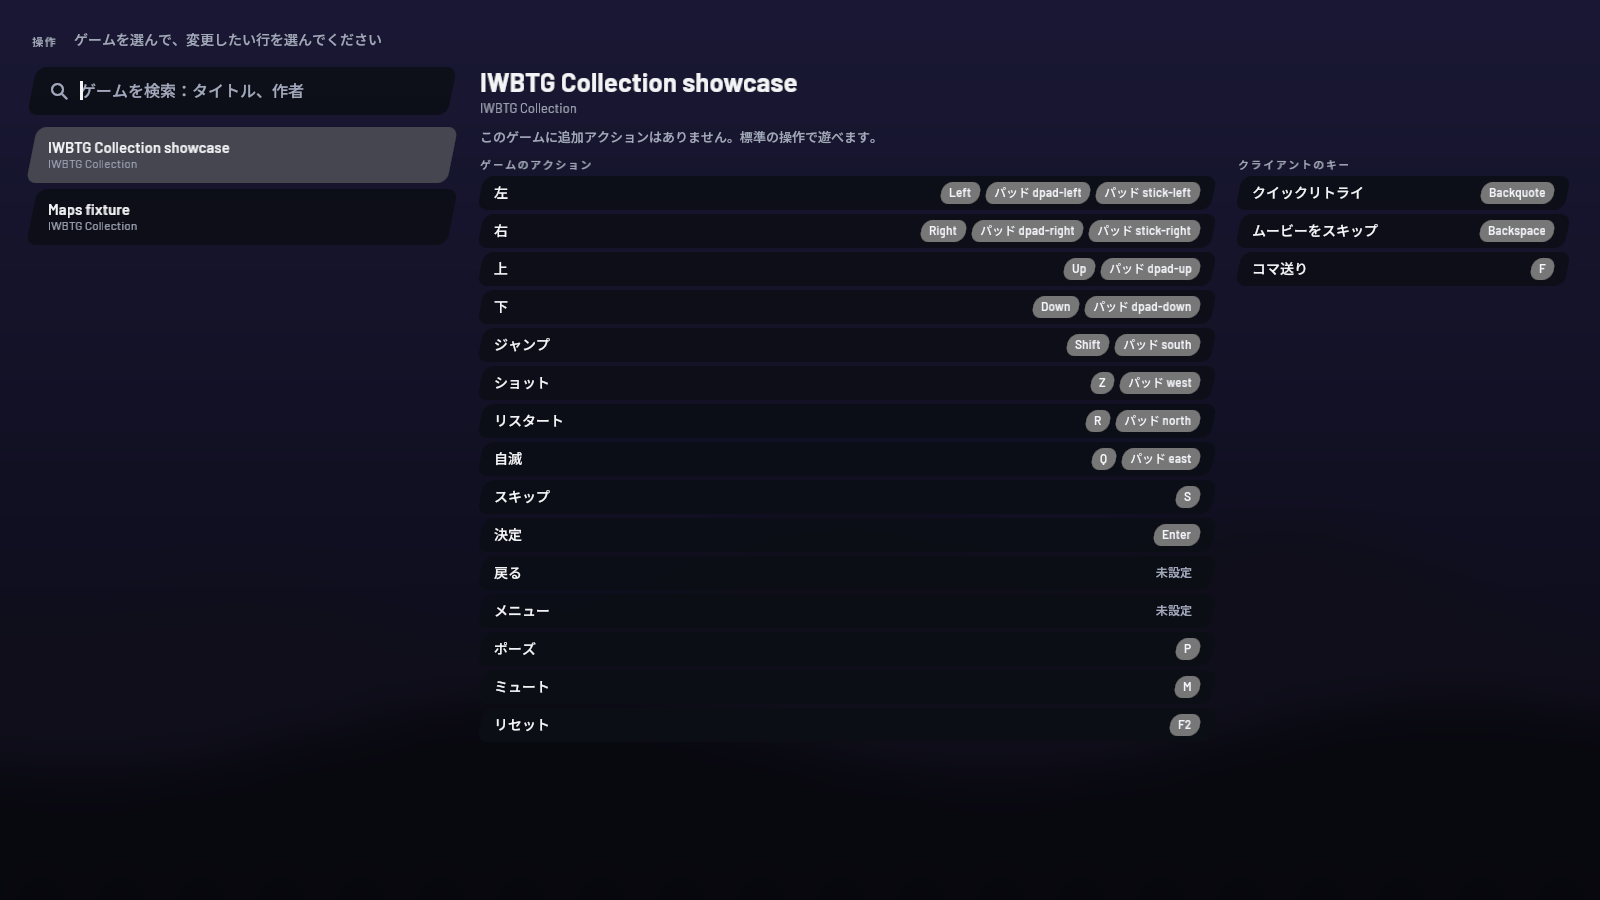 操作 ゲームを選んで、変更したい行を選んでください
ゲームを検索：タイトル、作者
IWBTG Collection showcase
IWBTG Collection
Maps fixture
IWBTG Collection
IWBTG Collection showcase
IWBTG Collection
このゲームに追加アクションはありません。標準の操作で遊べます。
ゲームのアクション
左 Left パッド dpad-left パッド stick-left
右 Right パッド dpad-right パッド stick-right
上 Up パッド dpad-up
下 Down パッド dpad-down
ジャンプ Shift パッド south
ショット Z パッド west
リスタート R パッド north
自滅 Q パッド east
スキップ S
決定 Enter
戻る 未設定
メニュー 未設定
ポーズ P
ミュート M
リセット F2
クライアントのキー
クイックリトライ Backquote
ムービーをスキップ Backspace
コマ送り F